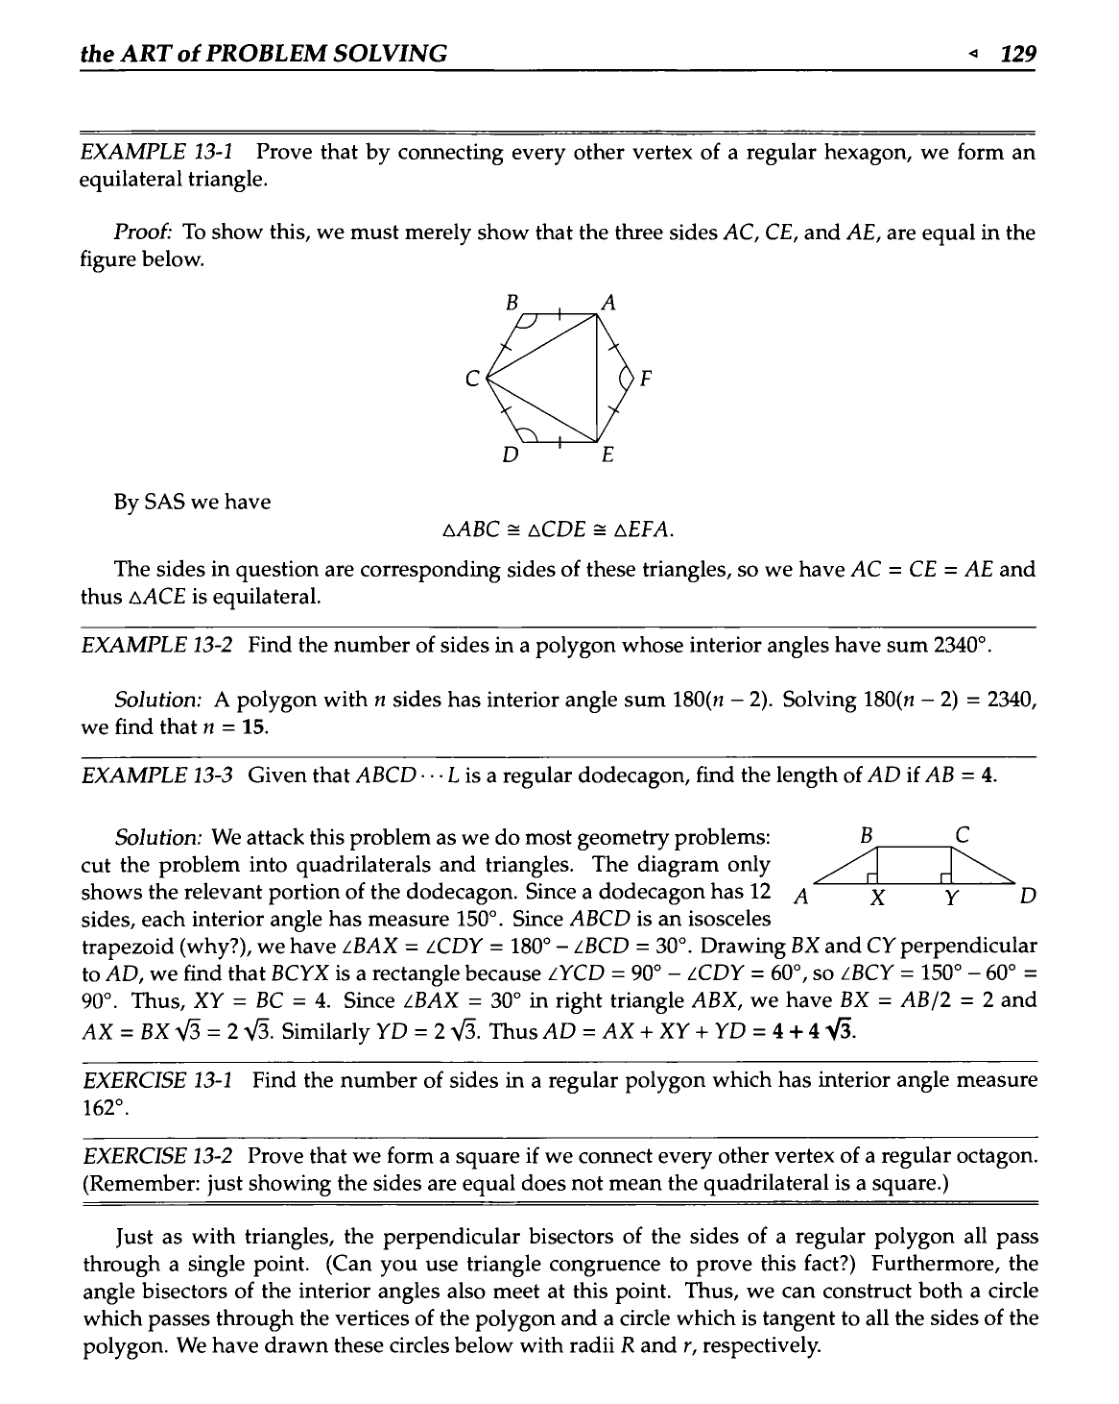 the ART of PROBLEM SOLVING ◃ 129
EXAMPLE 13-1 Prove that by connecting every other vertex of a regular hexagon, we form an
equilateral triangle.
Proof: To show this, we must merely show that the three sides AC, CE, and AE, are equal in the
figure below.
B A
C F
D E
By SAS we have
△ABC ≅ △CDE ≅ △EFA.
The sides in question are corresponding sides of these triangles, so we have AC = CE = AE and
thus △ACE is equilateral.
EXAMPLE 13-2 Find the number of sides in a polygon whose interior angles have sum 2340°.
Solution: A polygon with n sides has interior angle sum 180(n − 2). Solving 180(n − 2) = 2340,
we find that n = 15.
EXAMPLE 13-3 Given that ABCD··· L is a regular dodecagon, find the length of AD if AB = 4.
Solution: We attack this problem as we do most geometry problems:
cut the problem into quadrilaterals and triangles. The diagram only
shows the relevant portion of the dodecagon. Since a dodecagon has 12
sides, each interior angle has measure 150°. Since ABCD is an isosceles
B C
A X Y D
trapezoid (why?), we have ∠BAX = ∠CDY = 180° − ∠BCD = 30°. Drawing BX and CY perpendicular
to AD, we find that BCYX is a rectangle because ∠YCD = 90° − ∠CDY = 60°, so ∠BCY = 150° − 60° =
90°. Thus, XY = BC = 4. Since ∠BAX = 30° in right triangle ABX, we have BX = AB/2 = 2 and
AX = BX √3 = 2 √3. Similarly YD = 2 √3. Thus AD = AX + XY + YD = 4 + 4 √3.
EXERCISE 13-1 Find the number of sides in a regular polygon which has interior angle measure
162°.
EXERCISE 13-2 Prove that we form a square if we connect every other vertex of a regular octagon.
(Remember: just showing the sides are equal does not mean the quadrilateral is a square.)
Just as with triangles, the perpendicular bisectors of the sides of a regular polygon all pass
through a single point. (Can you use triangle congruence to prove this fact?) Furthermore, the
angle bisectors of the interior angles also meet at this point. Thus, we can construct both a circle
which passes through the vertices of the polygon and a circle which is tangent to all the sides of the
polygon. We have drawn these circles below with radii R and r, respectively.